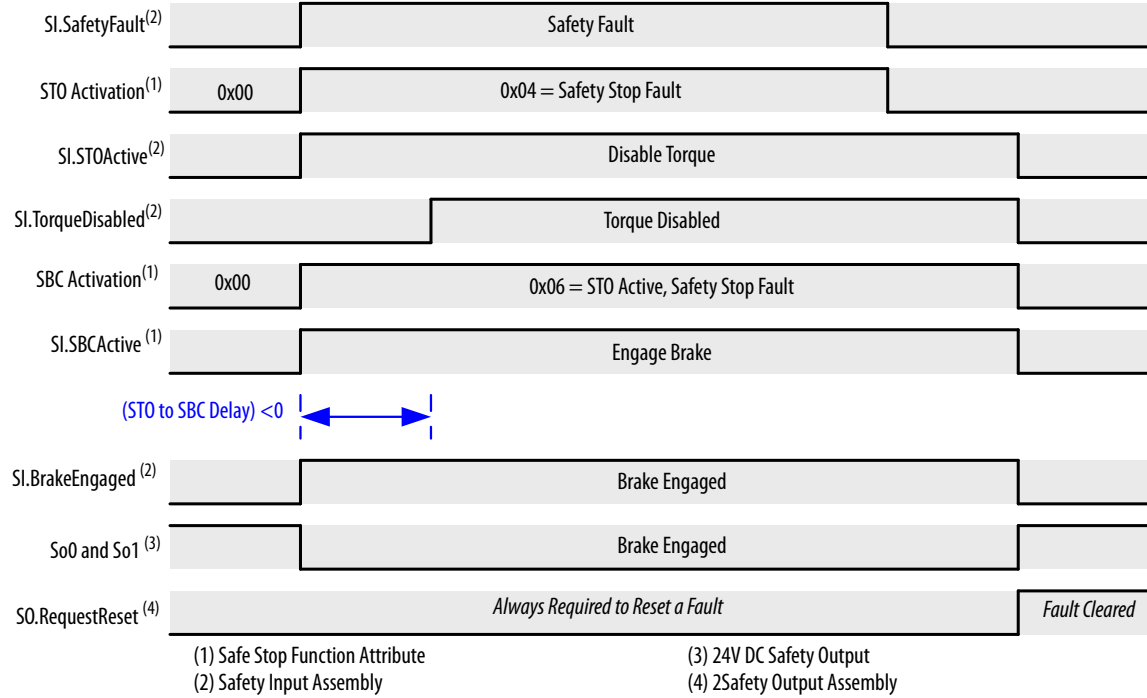 SI.SafetyFault(2) Safety Fault
STO Activation(1) 0x00 0x04 = Safety Stop Fault
SI.STOActive(2) Disable Torque
SI.TorqueDisabled(2) Torque Disabled
SBC Activation(1) 0x00 0x06 = STO Active, Safety Stop Fault
SI.SBCActive (1) Engage Brake
(STO to SBC Delay) <0
SI.BrakeEngaged (2) Brake Engaged
So0 and So1 (3) Brake Engaged
SO.RequestReset (4) Always Required to Reset a Fault Fault Cleared
(1) Safe Stop Function Attribute (3) 24V DC Safety Output
(2) Safety Input Assembly (4) 2Safety Output Assembly